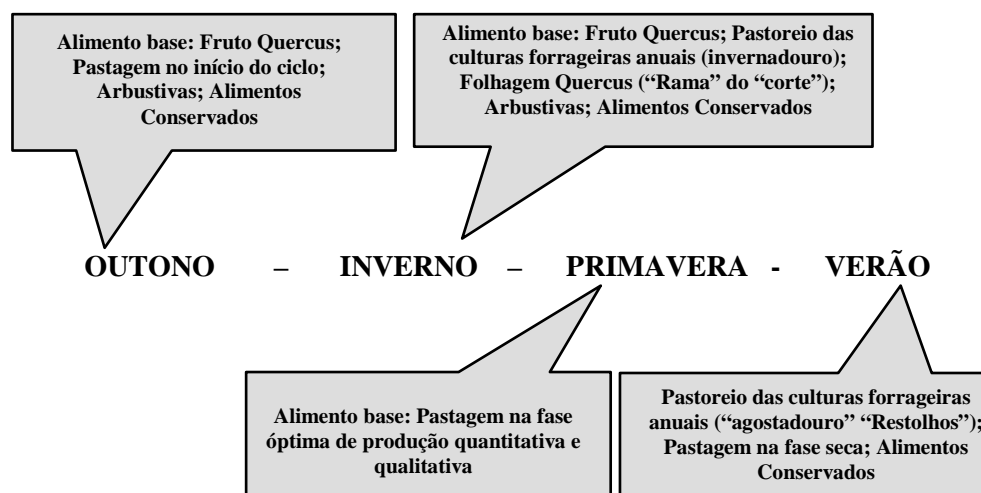 Alimento base: Fruto Quercus;
Pastagem no início do ciclo;
Arbustivas; Alimentos
Conservados
Alimento base: Fruto Quercus; Pastoreio das
culturas forrageiras anuais (invernadouro);
Folhagem Quercus (“Rama” do “corte”);
Arbustivas; Alimentos Conservados
OUTONO – INVERNO – PRIMAVERA - VERÃO
Alimento base: Pastagem na fase
óptima de produção quantitativa e
qualitativa
Pastoreio das culturas forrageiras
anuais (“agostadouro” “Restolhos”);
Pastagem na fase seca; Alimentos
Conservados